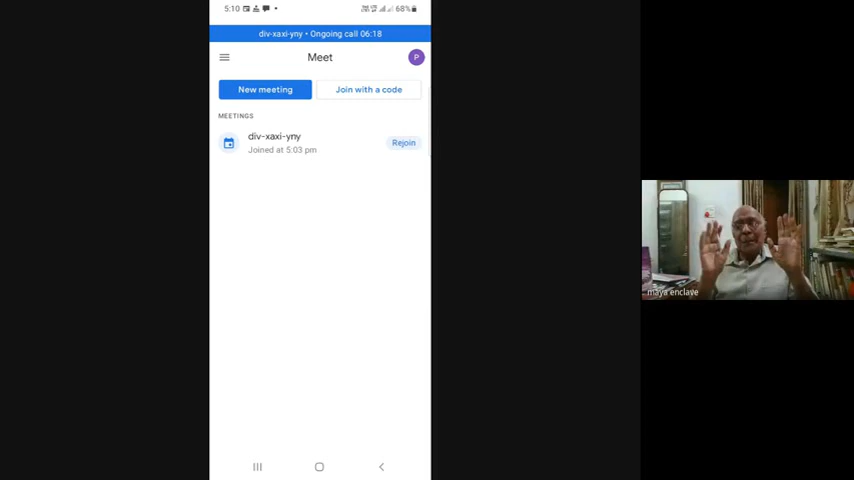 5:10
68%
div-xaxi-yny • Ongoing call 06:18
Meet
P
New meeting
Join with a code
MEETINGS
div-xaxi-yny
Joined at 5:03 pm
Rejoin
maya enclave